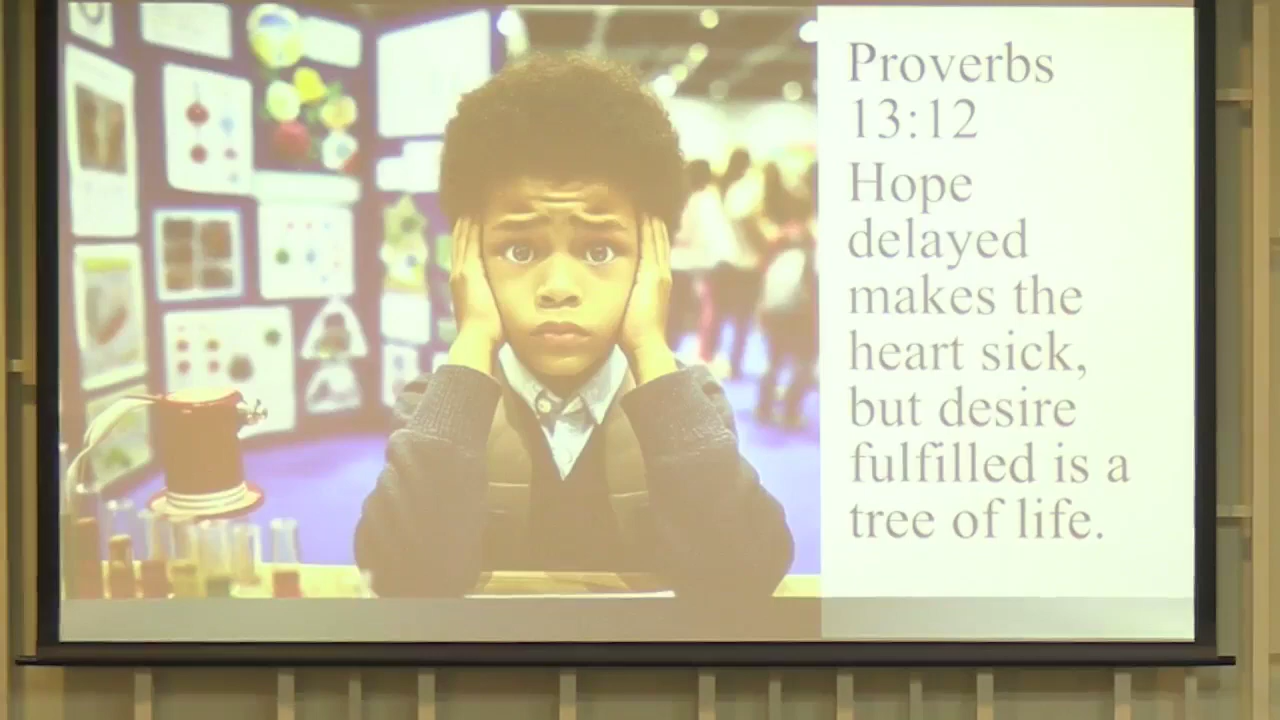 Proverbs
13:12
Hope
delayed
makes the
heart sick,
but desire
fulfilled is a
tree of life.